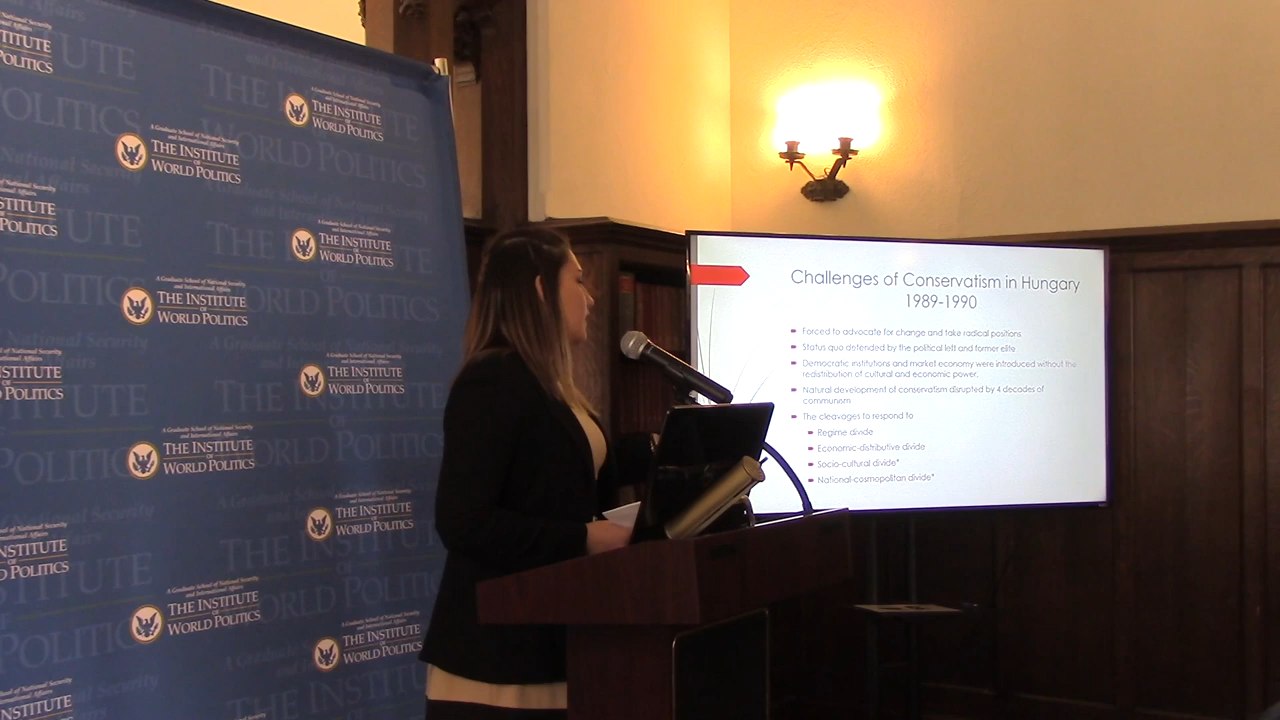 A Graduate School of National Security
and International Affairs
THE INSTITUTE
OF
WORLD POLITICS
Challenges of Conservatism in Hungary
1989-1990
Forced to advocate for change and take radical positions
Status quo defended by the political left and former elite
Democratic institutions and market economy were introduced without the
redistribution of cultural and economic power.
Natural development of conservatism disrupted by 4 decades of
communism
The cleavages to respond to
Regime divide
Economic-distributive divide
Socio-cultural divide*
National-cosmopolitan divide*